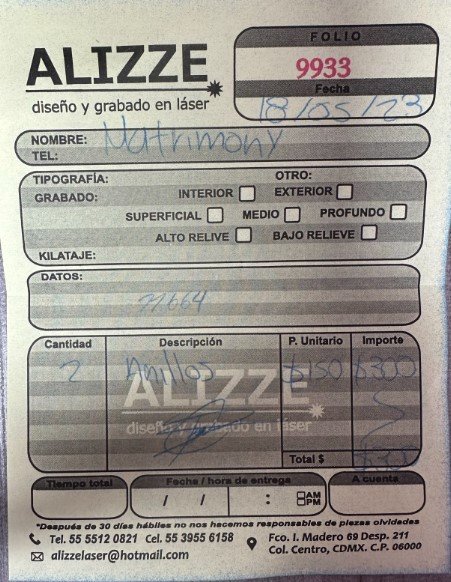 ALIZZE
diseño y grabado en láser
FOLIO
9933
Fecha
18/05/23
NOMBRE: Matrimony
TEL:
TIPOGRAFÍA: OTRO:
GRABADO: INTERIOR EXTERIOR
SUPERFICIAL MEDIO PROFUNDO
ALTO RELIVE BAJO RELIEVE
KILATAJE:
DATOS:
Cantidad Descripción P. Unitario Importe
2 Anillos $150 $300
ALIZZE
diseño y grabado en láser
Total $ $300
Tiempo total Fecha / hora de entrega A cuenta
/ / : AM
PM
*Después de 30 días hábiles no nos hacemos responsables de piezas olvidades
Tel. 55 5512 0821 Cel. 55 3955 6158
alizzelaser@hotmail.com
Fco. I. Madero 69 Desp. 211
Col. Centro, CDMX. C.P. 06000